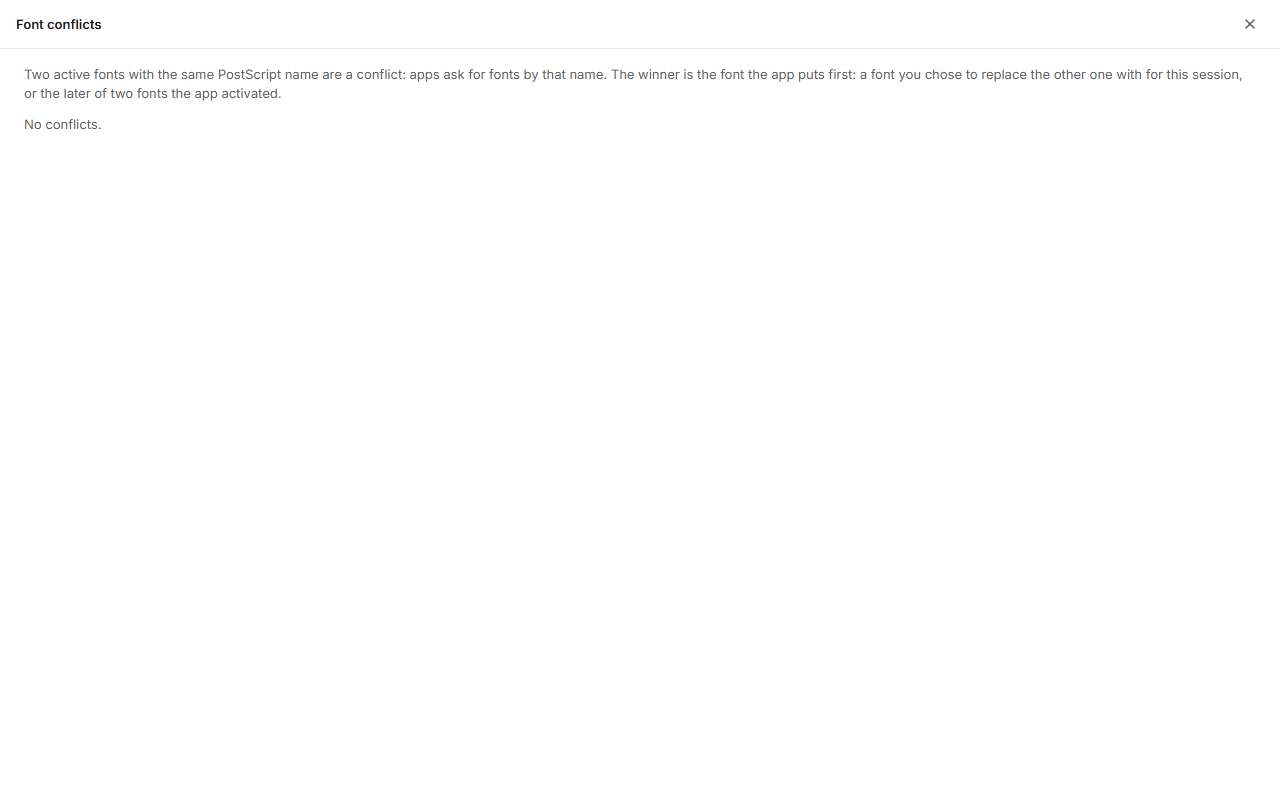 Font conflicts
Two active fonts with the same PostScript name are a conflict: apps ask for fonts by that name. The winner is the font the app puts first: a font you chose to replace the other one with for this session,
or the later of two fonts the app activated.
No conflicts.